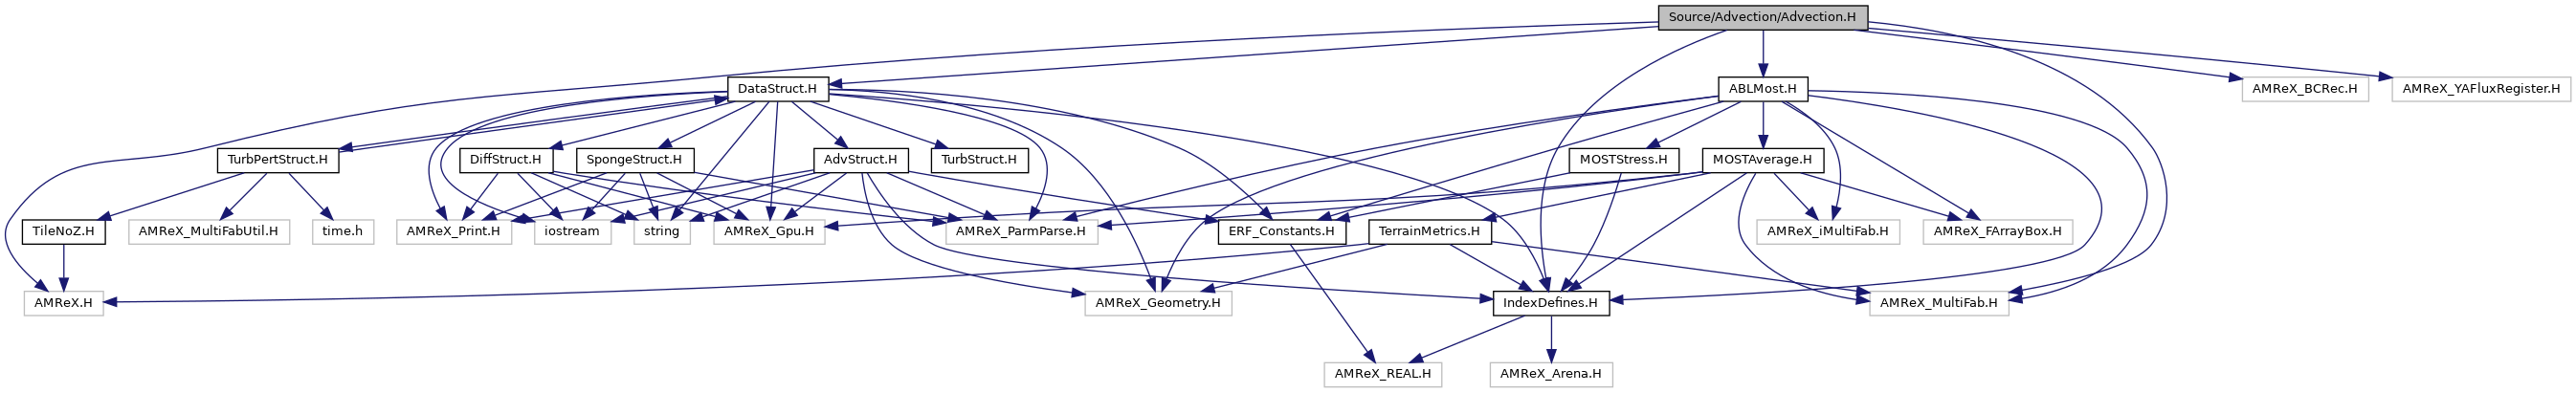 Source/Advection/Advection.H
DataStruct.H
ABLMost.H
AMReX_BCRec.H
AMReX_YAFluxRegister.H
TurbPertStruct.H
DiffStruct.H
SpongeStruct.H
AdvStruct.H
TurbStruct.H
MOSTStress.H
MOSTAverage.H
TileNoZ.H
AMReX_MultiFabUtil.H
time.h
AMReX_Print.H
iostream
string
AMReX_Gpu.H
AMReX_ParmParse.H
ERF_Constants.H
TerrainMetrics.H
AMReX_iMultiFab.H
AMReX_FArrayBox.H
AMReX.H
AMReX_Geometry.H
IndexDefines.H
AMReX_MultiFab.H
AMReX_REAL.H
AMReX_Arena.H